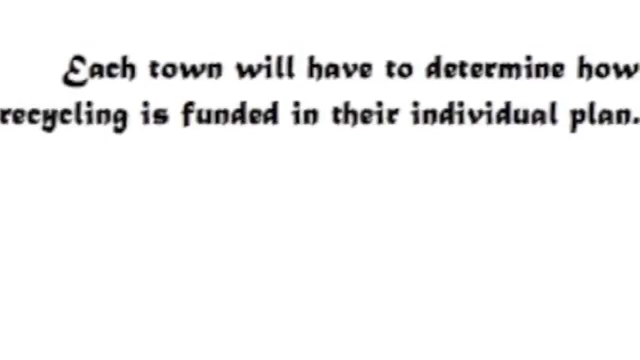 Each town will have to determine how
recycling is funded in their individual plan.